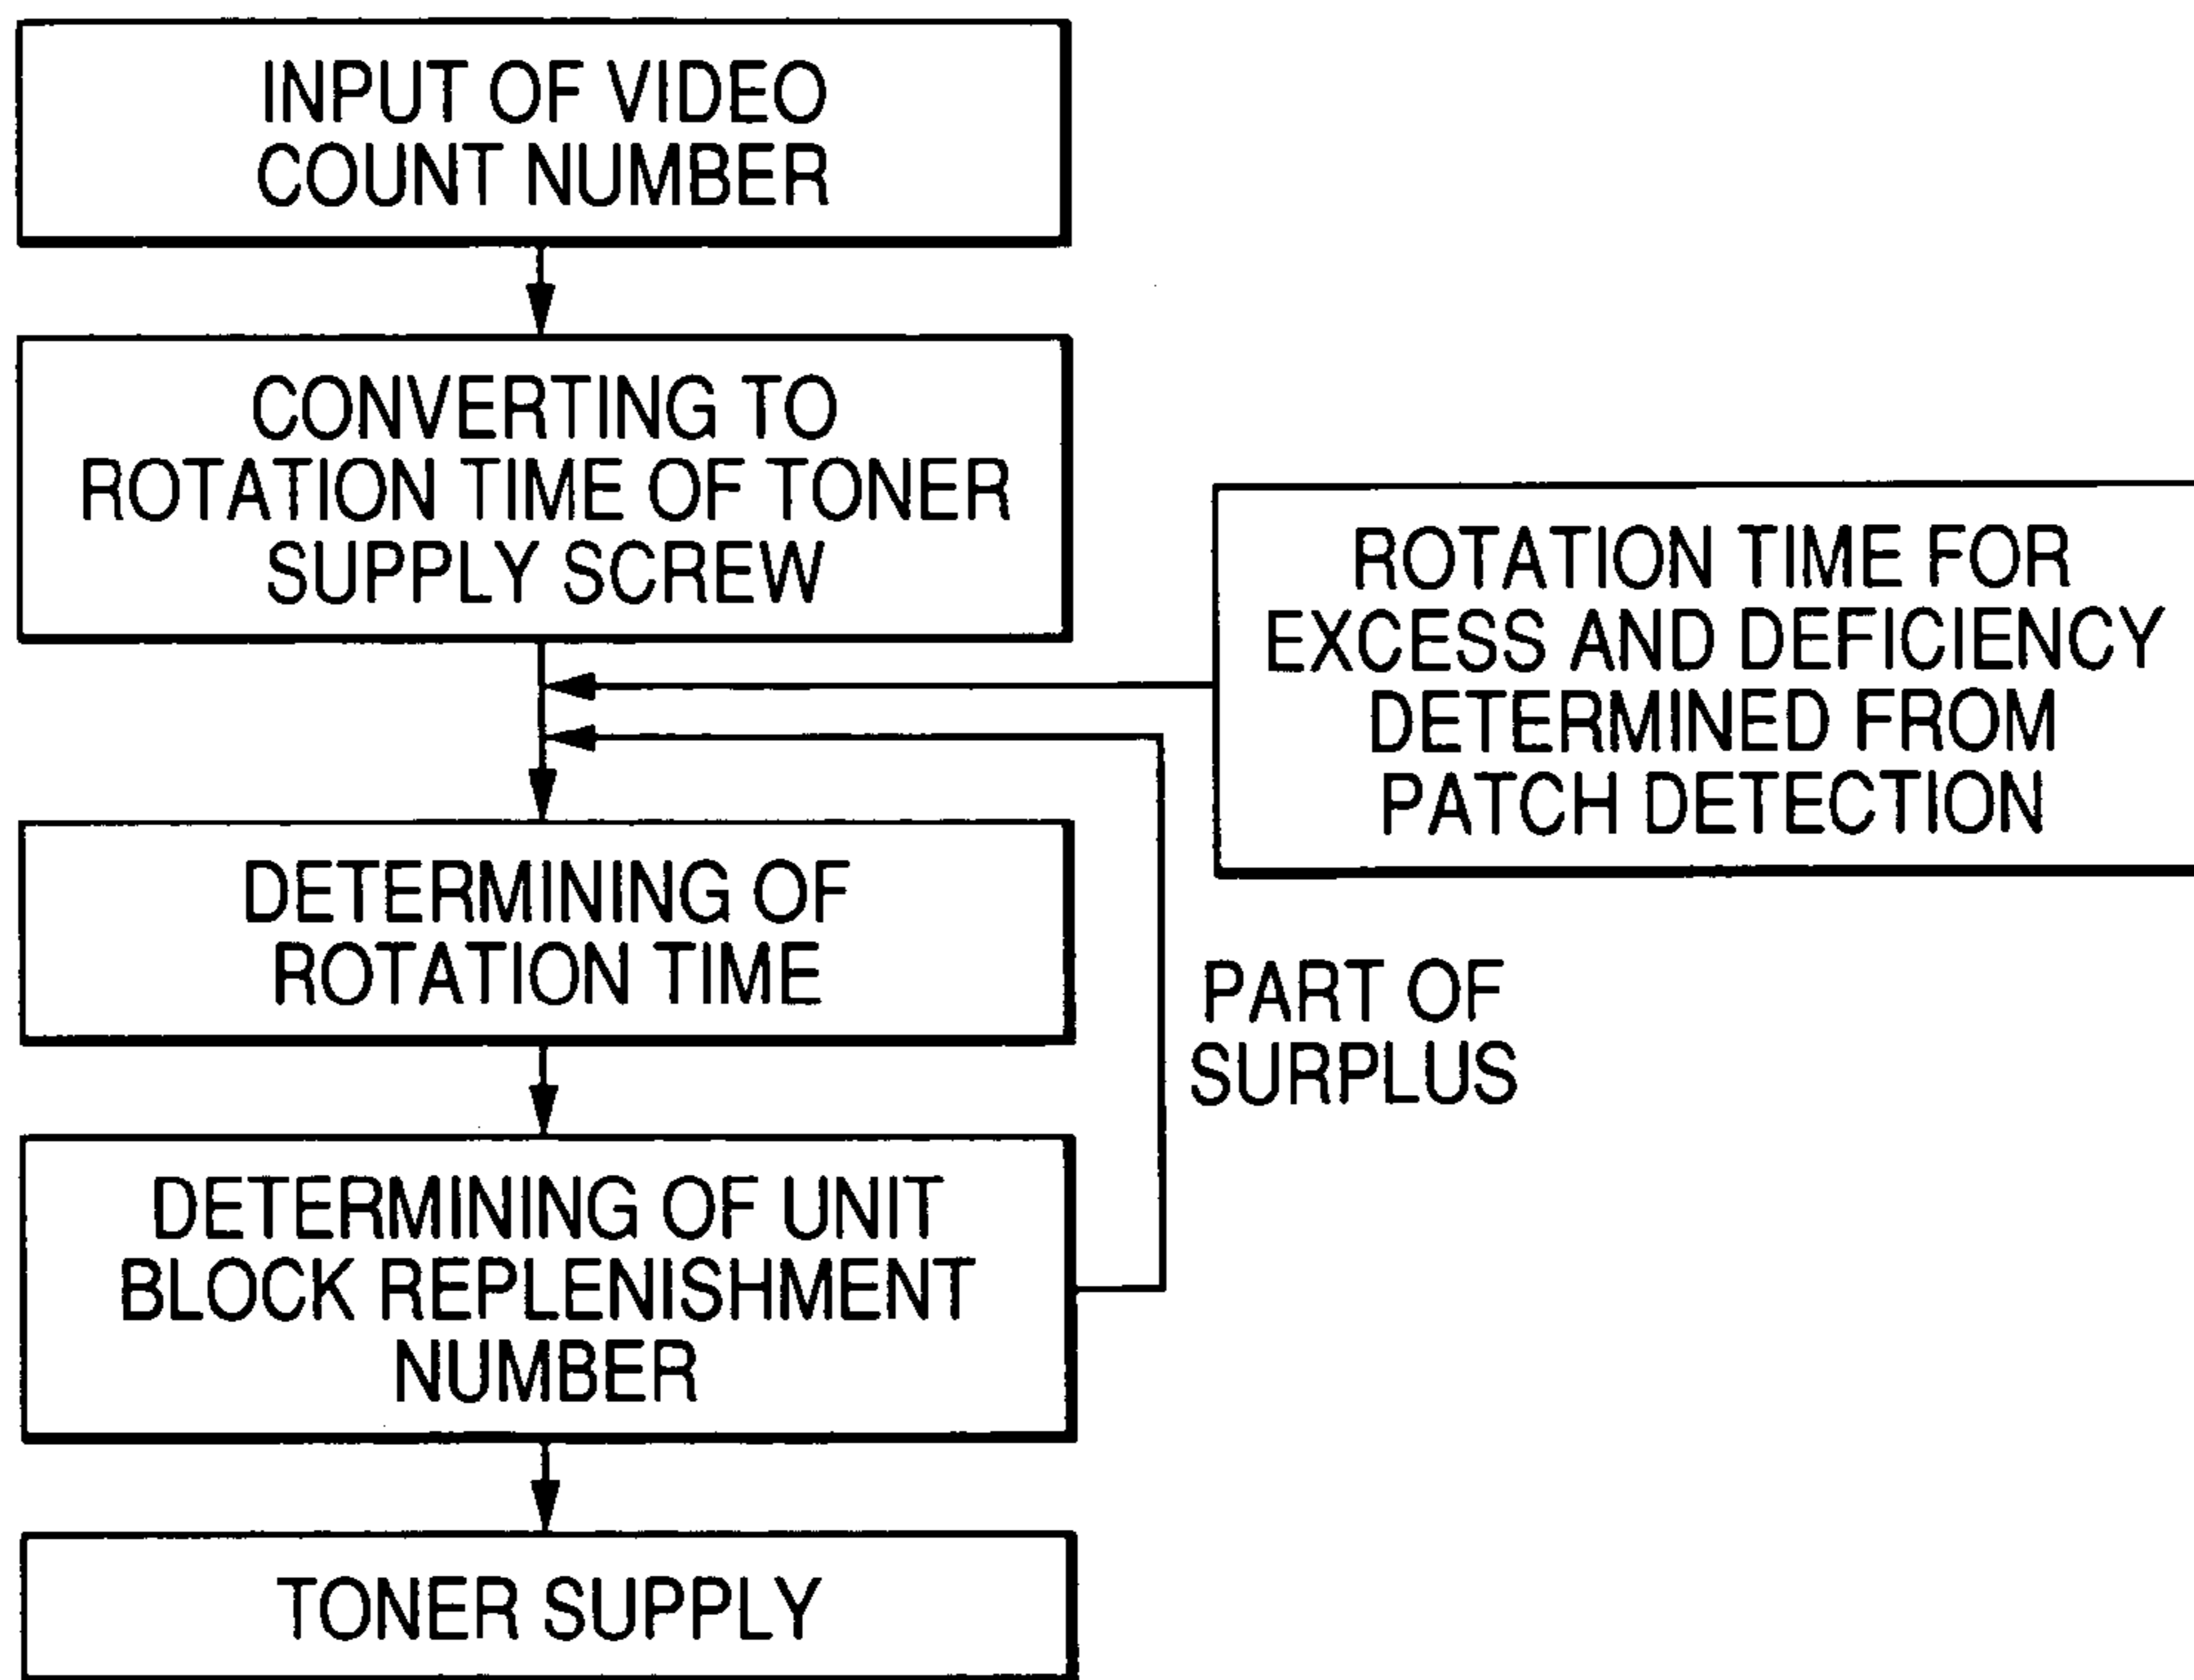 INPUT OF VIDEO
COUNT NUMBER
CONVERTING TO
ROTATION TIME OF TONER
SUPPLY SCREW
ROTATION TIME FOR
EXCESS AND DEFICIENCY
DETERMINED FROM
PATCH DETECTION
DETERMINING OF
ROTATION TIME
PART OF
SURPLUS
DETERMINING OF UNIT
BLOCK REPLENISHMENT
NUMBER
TONER SUPPLY